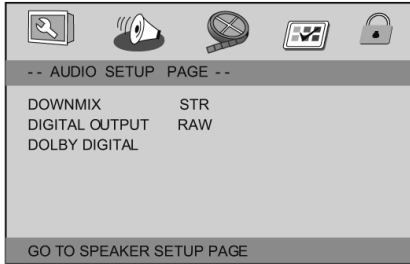 -- AUDIO SETUP PAGE --
DOWNMIX STR
DIGITAL OUTPUT RAW
DOLBY DIGITAL
GO TO SPEAKER SETUP PAGE